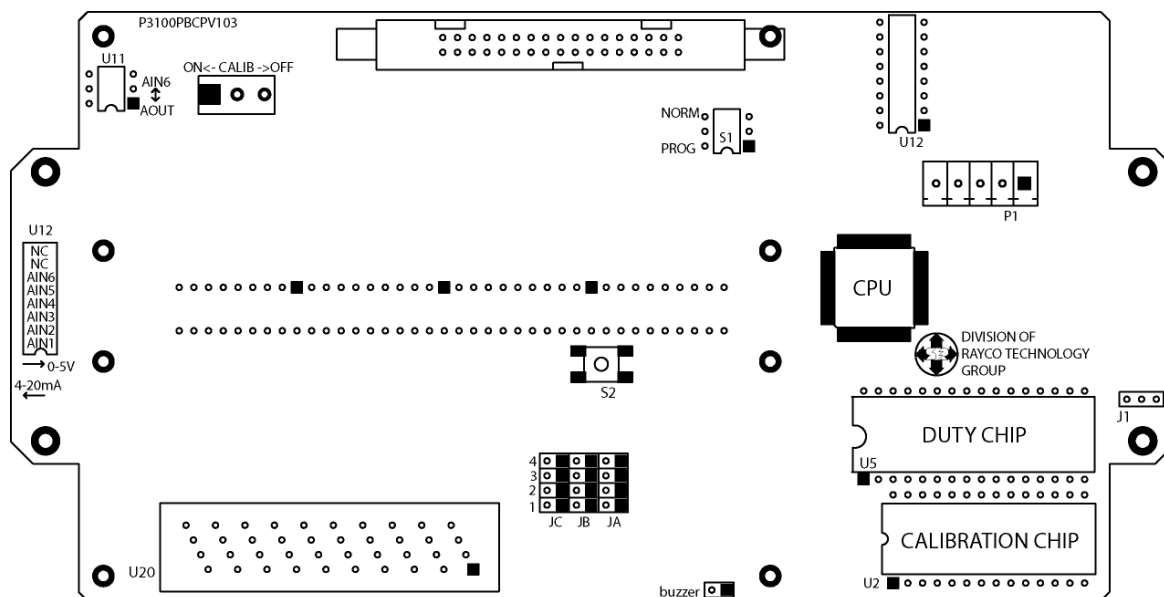 P3100PBCPV103
U11
AIN6
AOUT
ON<- CALIB ->OFF
NORM
S1
PROG
U12
P1
U12
NC
NC
AIN6
AIN5
AIN4
AIN3
AIN2
AIN1
0-5V
4-20mA
CPU
DIVISION OF
RAYCO TECHNOLOGY
GROUP
S2
J1
DUTY CHIP
U5
4
3
2
1
JC JB JA
CALIBRATION CHIP
U2
U20
buzzer